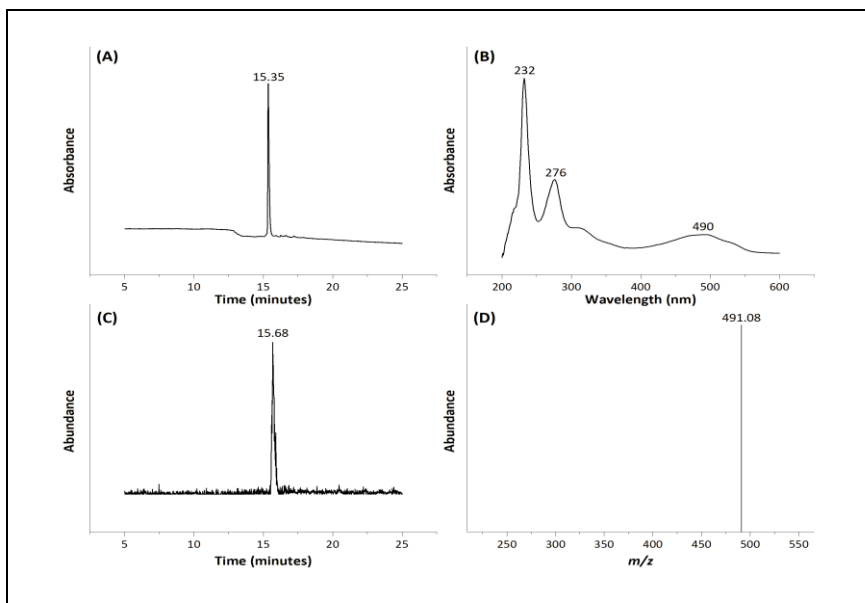 (A)
15.35
Absorbance
5 10 15 20 25
Time (minutes)
(B)
232
276
490
Absorbance
200 300 400 500 600
Wavelength (nm)
(C)
15.68
Abundance
5 10 15 20 25
Time (minutes)
(D)
491.08
Abundance
250 300 350 400 450 500 550
m/z